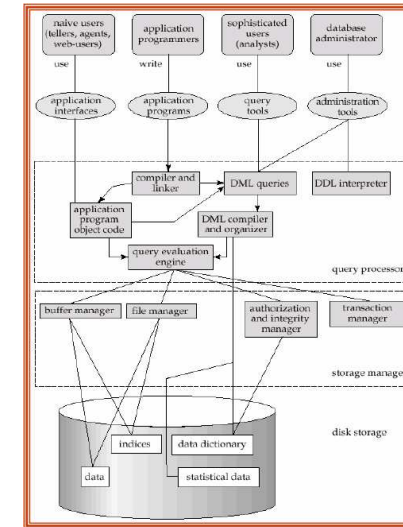 naive users
(tellers, agents,
web-users)
application
programmers
sophisticated
users
(analysts)
database
administrator
use
write
use
use
application
interfaces
application
programs
query
tools
administration
tools
compiler and
linker
DML queries
DDL interpreter
application
program
object code
DML compiler
and organizer
query evaluation
engine
query processor
buffer manager
file manager
authorization
and integrity
manager
transaction
manager
storage manage
disk storage
indices
data dictionary
data
statistical data